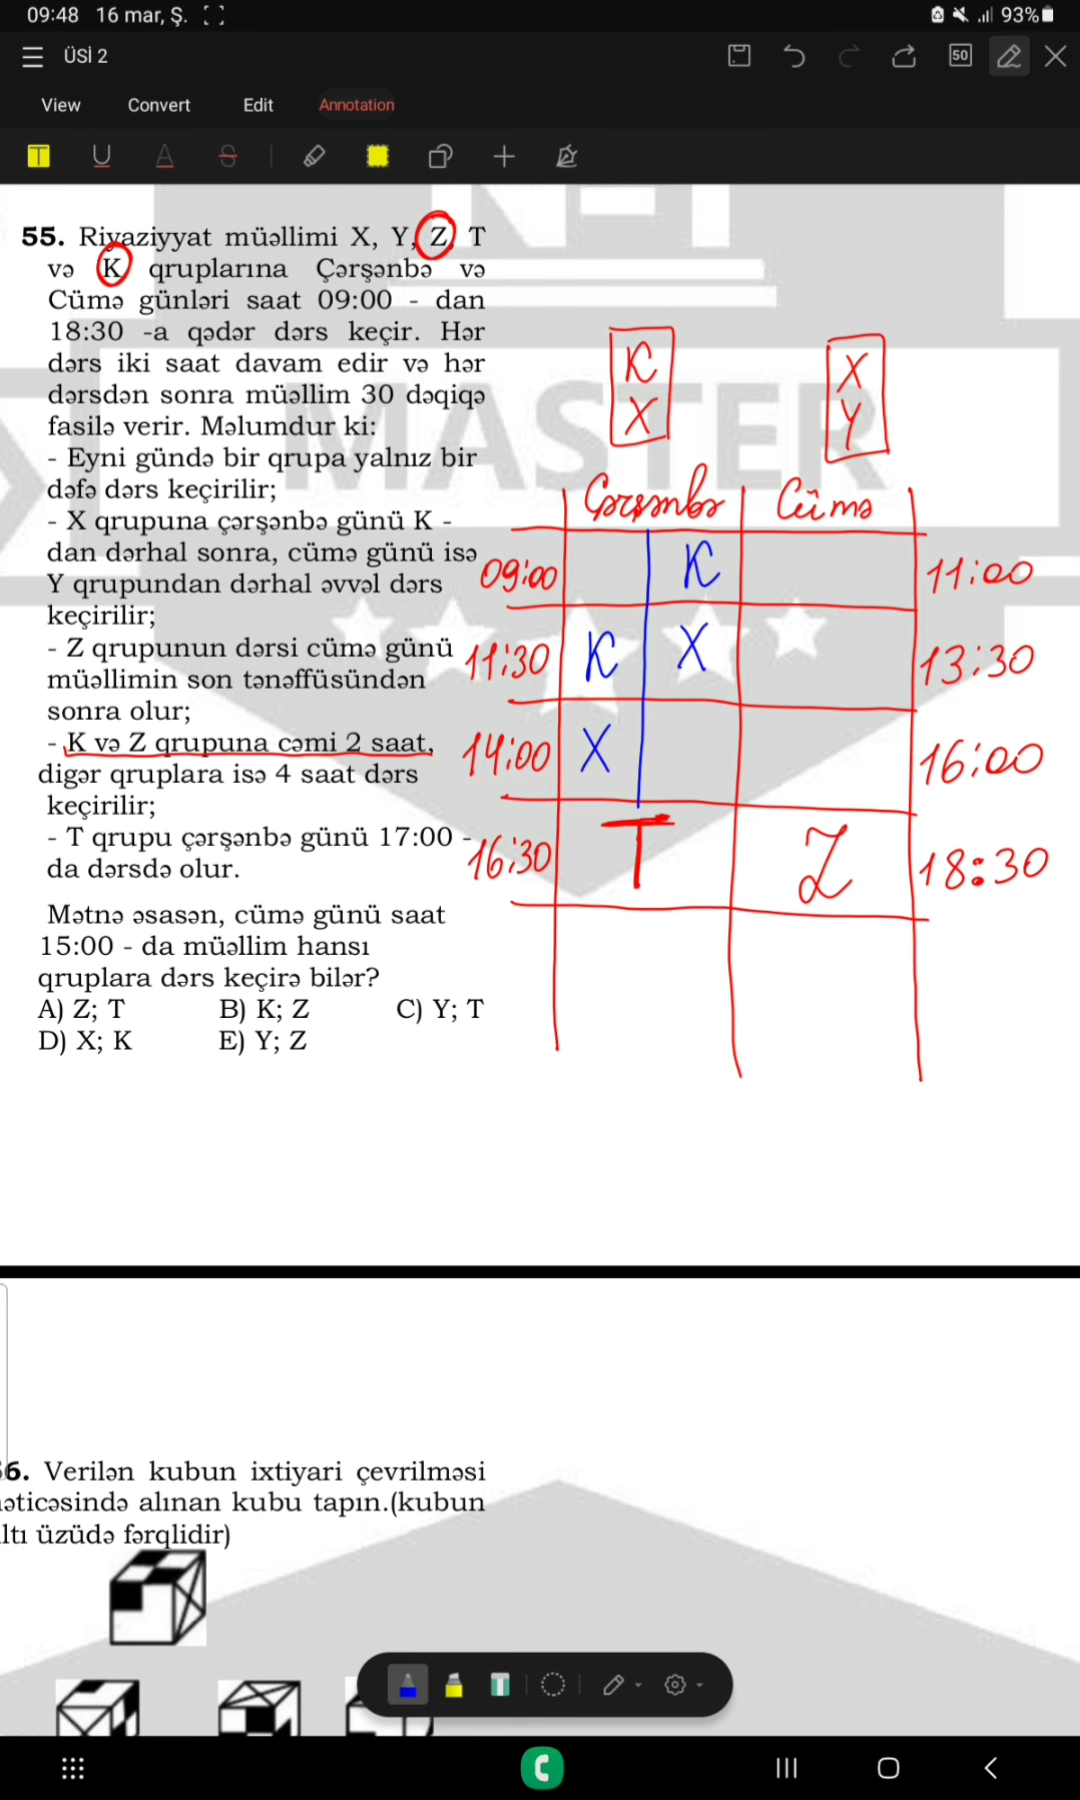 09:48 16 mar, Ş.
93%
ÜSİ 2
50
View Convert Edit Annotation
T U A S
MASTER
55. Riyaziyyat müəllimi X, Y, Z, T
və K qruplarına Çərşənbə və
Cümə günləri saat 09:00 - dan
18:30 -a qədər dərs keçir. Hər
dərs iki saat davam edir və hər
dərsdən sonra müəllim 30 dəqiqə
fasilə verir. Məlumdur ki:
- Eyni gündə bir qrupa yalnız bir
dəfə dərs keçirilir;
- X qrupuna çərşənbə günü K -
dan dərhal sonra, cümə günü isə
Y qrupundan dərhal əvvəl dərs
keçirilir;
- Z qrupunun dərsi cümə günü
müəllimin son tənəffüsündən
sonra olur;
- K və Z qrupuna cəmi 2 saat,
digər qruplara isə 4 saat dərs
keçirilir;
- T qrupu çərşənbə günü 17:00 -
da dərsdə olur.
Mətnə əsasən, cümə günü saat
15:00 - da müəllim hansı
qruplara dərs keçirə bilər?
A) Z; T B) K; Z C) Y; T
D) X; K E) Y; Z
K X
X Y
Çərşənbə Cümə
09:00 K 11:00
11:30 K X 13:30
14:00 X 16:00
16:30 T Z 18:30
6. Verilən kubun ixtiyari çevrilməsi
əticəsində alınan kubu tapın.(kubun
ltı üzüdə fərqlidir)